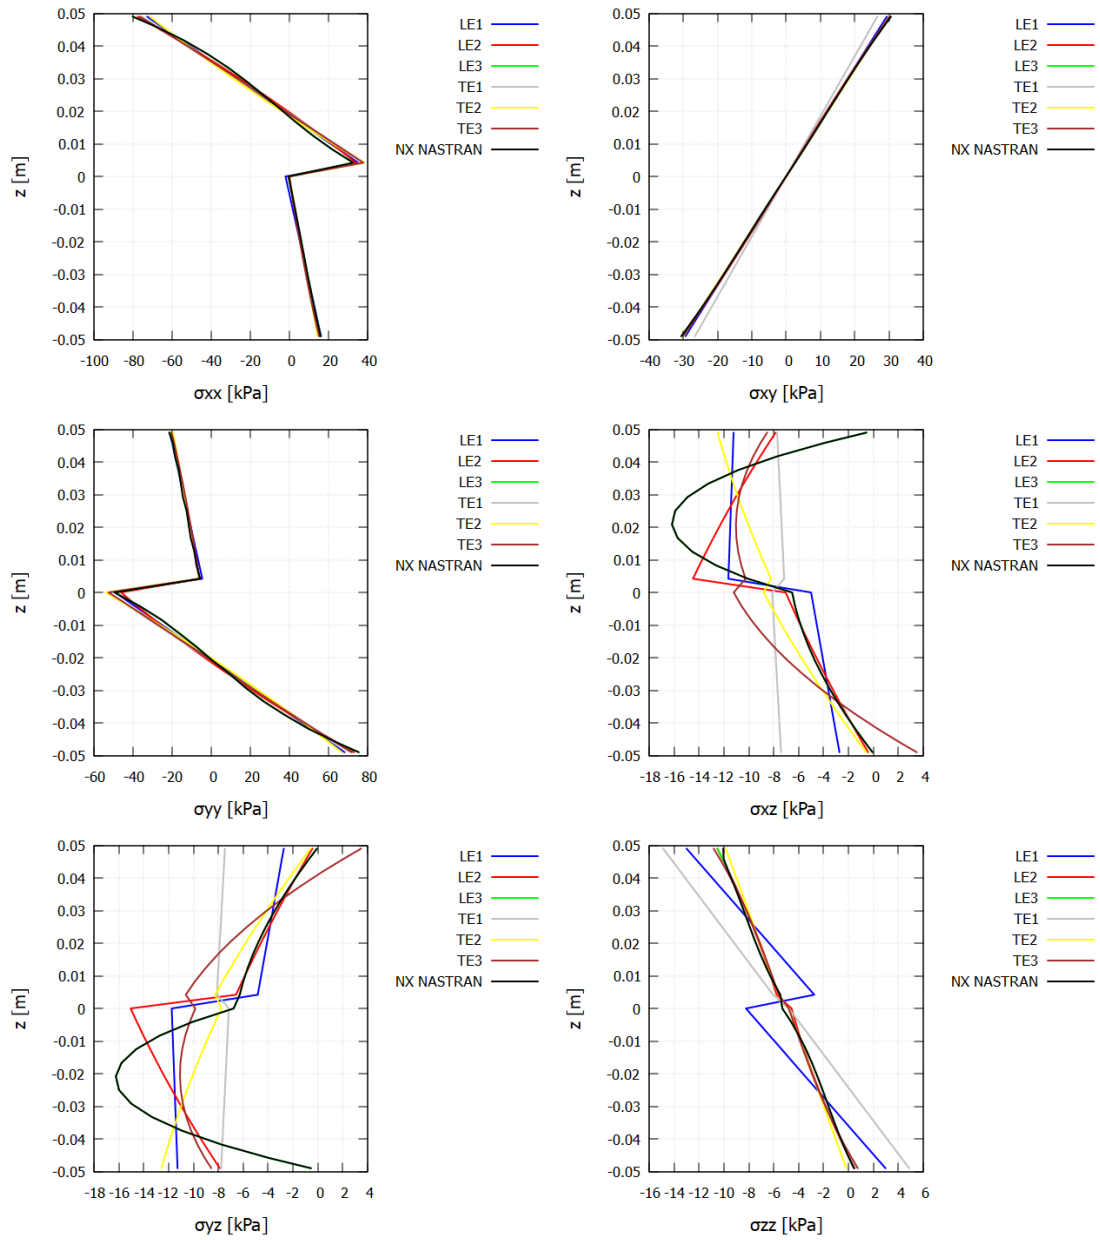 0.05
0.04
0.03
0.02
0.01
0
-0.01
-0.02
-0.03
-0.04
-0.05
-100 -80 -60 -40 -20 0 20 40
z [m]
σxx [kPa]
LE1
LE2
LE3
TE1
TE2
TE3
NX NASTRAN
0.05
0.04
0.03
0.02
0.01
0
-0.01
-0.02
-0.03
-0.04
-0.05
-40 -30 -20 -10 0 10 20 30 40
z [m]
σxy [kPa]
LE1
LE2
LE3
TE1
TE2
TE3
NX NASTRAN
0.05
0.04
0.03
0.02
0.01
0
-0.01
-0.02
-0.03
-0.04
-0.05
-60 -40 -20 0 20 40 60 80
z [m]
σyy [kPa]
LE1
LE2
LE3
TE1
TE2
TE3
NX NASTRAN
0.05
0.04
0.03
0.02
0.01
0
-0.01
-0.02
-0.03
-0.04
-0.05
-18 -16 -14 -12 -10 -8 -6 -4 -2 0 2 4
z [m]
σxz [kPa]
LE1
LE2
LE3
TE1
TE2
TE3
NX NASTRAN
0.05
0.04
0.03
0.02
0.01
0
-0.01
-0.02
-0.03
-0.04
-0.05
-18 -16 -14 -12 -10 -8 -6 -4 -2 0 2 4
z [m]
σyz [kPa]
LE1
LE2
LE3
TE1
TE2
TE3
NX NASTRAN
0.05
0.04
0.03
0.02
0.01
0
-0.01
-0.02
-0.03
-0.04
-0.05
-16 -14 -12 -10 -8 -6 -4 -2 0 2 4 6
z [m]
σzz [kPa]
LE1
LE2
LE3
TE1
TE2
TE3
NX NASTRAN